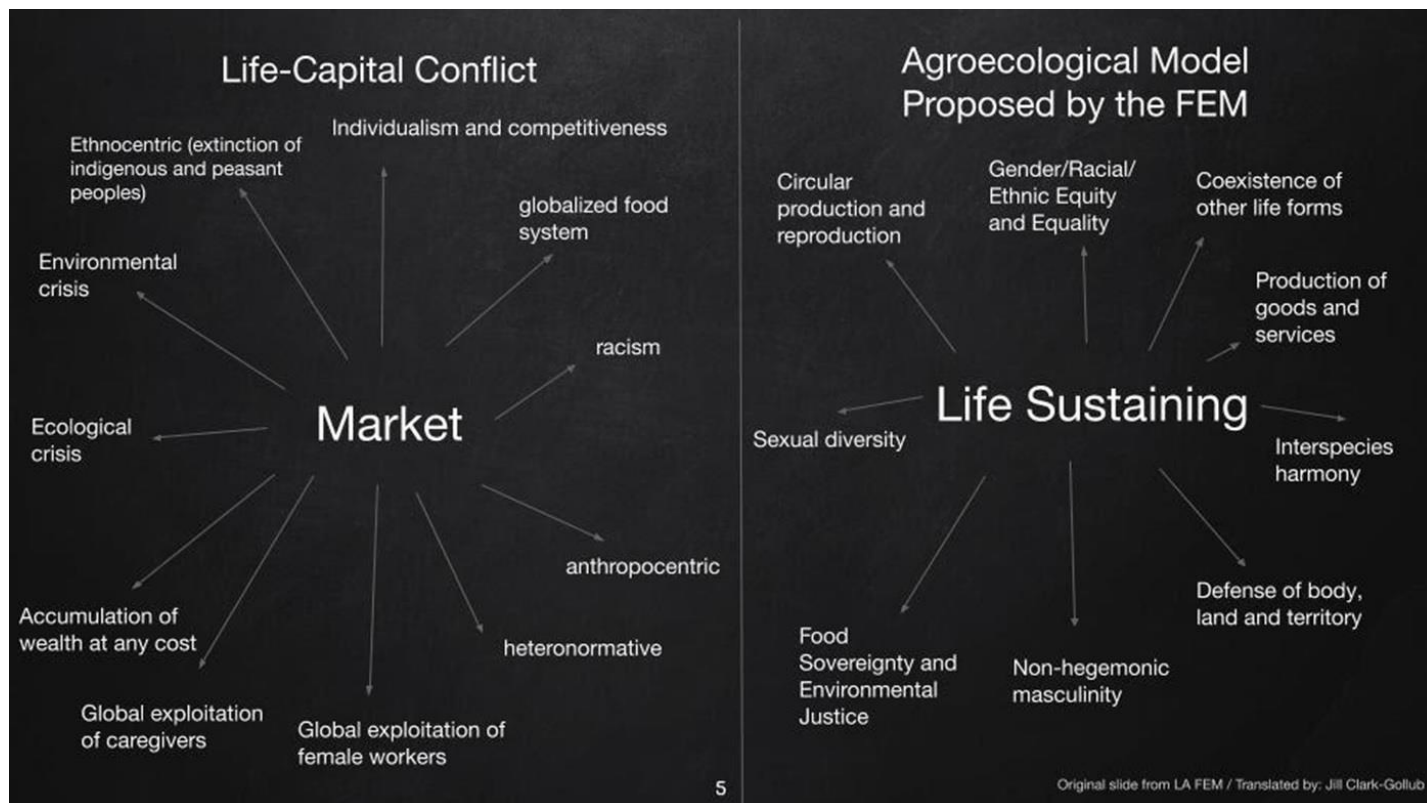 Life-Capital Conflict
Individualism and competitiveness
Ethnocentric (extinction of
indigenous and peasant
peoples)
globalized food
system
Environmental
crisis
racism
Market
Ecological
crisis
anthropocentric
Accumulation of
wealth at any cost
heteronormative
Global exploitation
of caregivers
Global exploitation of
female workers
5
Agroecological Model
Proposed by the FEM
Circular
production and
reproduction
Gender/Racial/
Ethnic Equity
and Equality
Coexistence of
other life forms
Production of
goods and
services
Life Sustaining
Sexual diversity
Interspecies
harmony
Defense of body,
land and territory
Food
Sovereignty and
Environmental
Justice
Non-hegemonic
masculinity
Original slide from LA FEM / Translated by: Jill Clark-Gollub